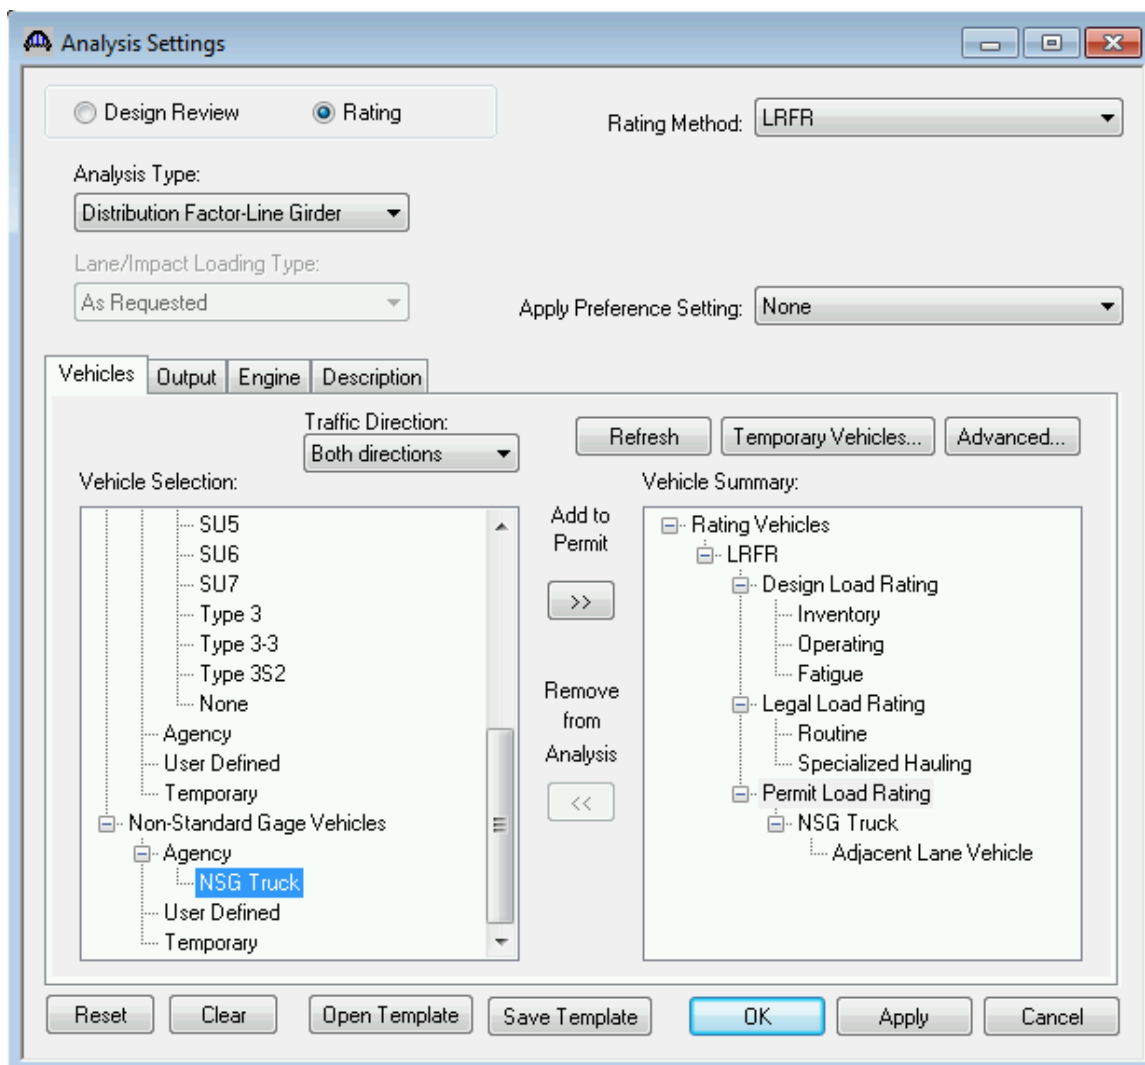 Analysis Settings
Design Review
Rating
Rating Method: LRFR
Analysis Type:
Distribution Factor-Line Girder
Lane/Impact Loading Type:
As Requested
Apply Preference Setting: None
Vehicles
Output
Engine
Description
Traffic Direction:
Both directions
Refresh
Temporary Vehicles...
Advanced...
Vehicle Selection:
SU5
SU6
SU7
Type 3
Type 3-3
Type 3S2
None
Agency
User Defined
Temporary
Non-Standard Gage Vehicles
Agency
NSG Truck
User Defined
Temporary
Add to
Permit
>>
Remove
from
Analysis
<<
Vehicle Summary:
Rating Vehicles
LRFR
Design Load Rating
Inventory
Operating
Fatigue
Legal Load Rating
Routine
Specialized Hauling
Permit Load Rating
NSG Truck
Adjacent Lane Vehicle
Reset
Clear
Open Template
Save Template
OK
Apply
Cancel